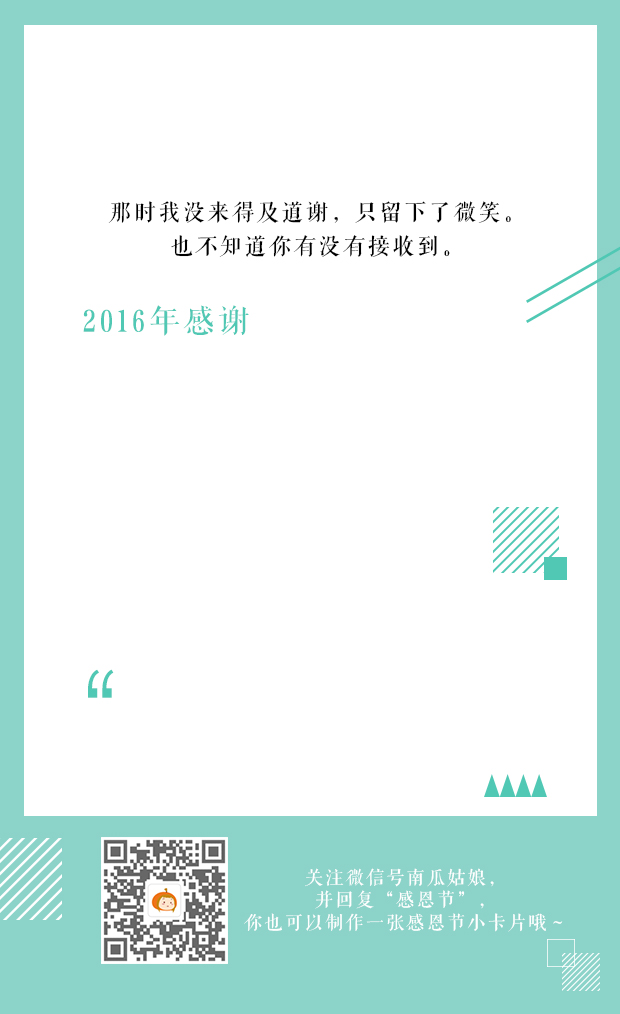 那时我没来得及道谢，只留下了微笑。
也不知道你有没有接收到。
2016年感谢
“
关注微信号南瓜姑娘，
并回复“感恩节”，
你也可以制作一张感恩节小卡片哦~